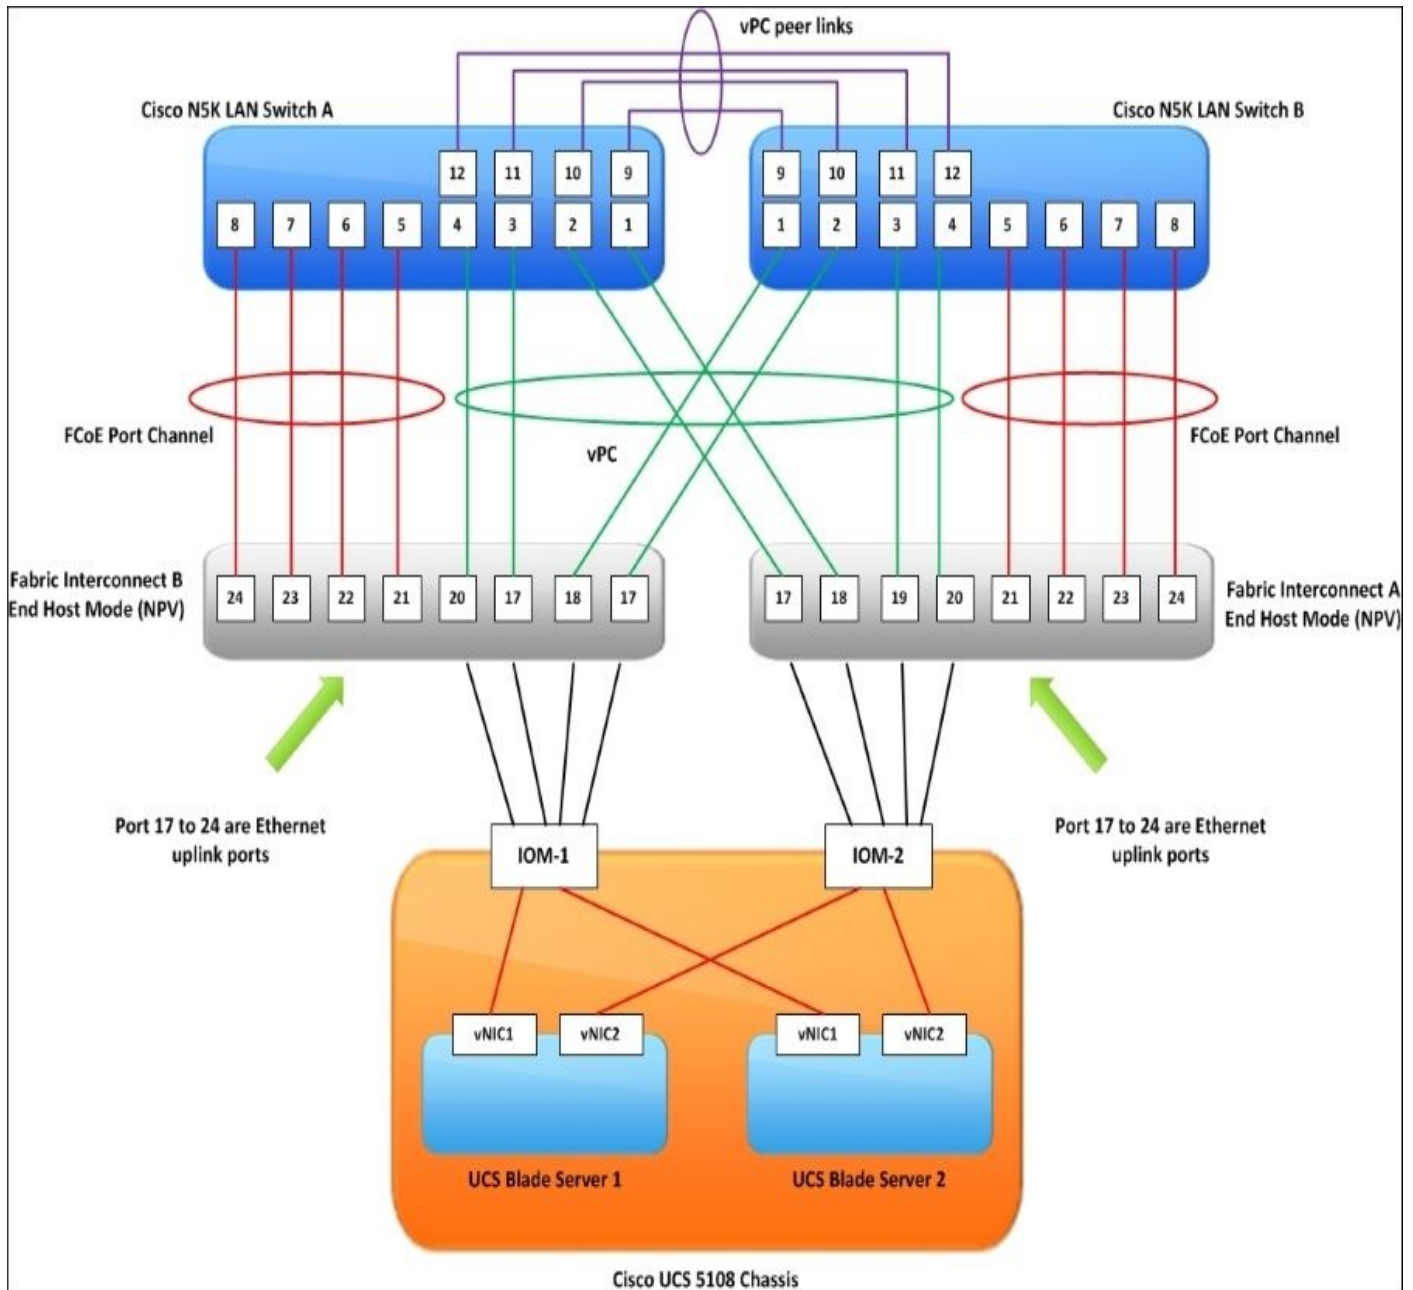 vPC peer links
Cisco N5K LAN Switch A
Cisco N5K LAN Switch B
12 11 10 9
9 10 11 12
8 7 6 5 4 3 2 1
1 2 3 4 5 6 7 8
FCoE Port Channel
vPC
FCoE Port Channel
Fabric Interconnect B
End Host Mode (NPV)
24 23 22 21 20 17 18 17
17 18 19 20 21 22 23 24
Fabric Interconnect A
End Host Mode (NPV)
Port 17 to 24 are Ethernet
uplink ports
Port 17 to 24 are Ethernet
uplink ports
IOM-1
IOM-2
vNIC1
vNIC2
vNIC1
vNIC2
UCS Blade Server 1
UCS Blade Server 2
Cisco UCS 5108 Chassis